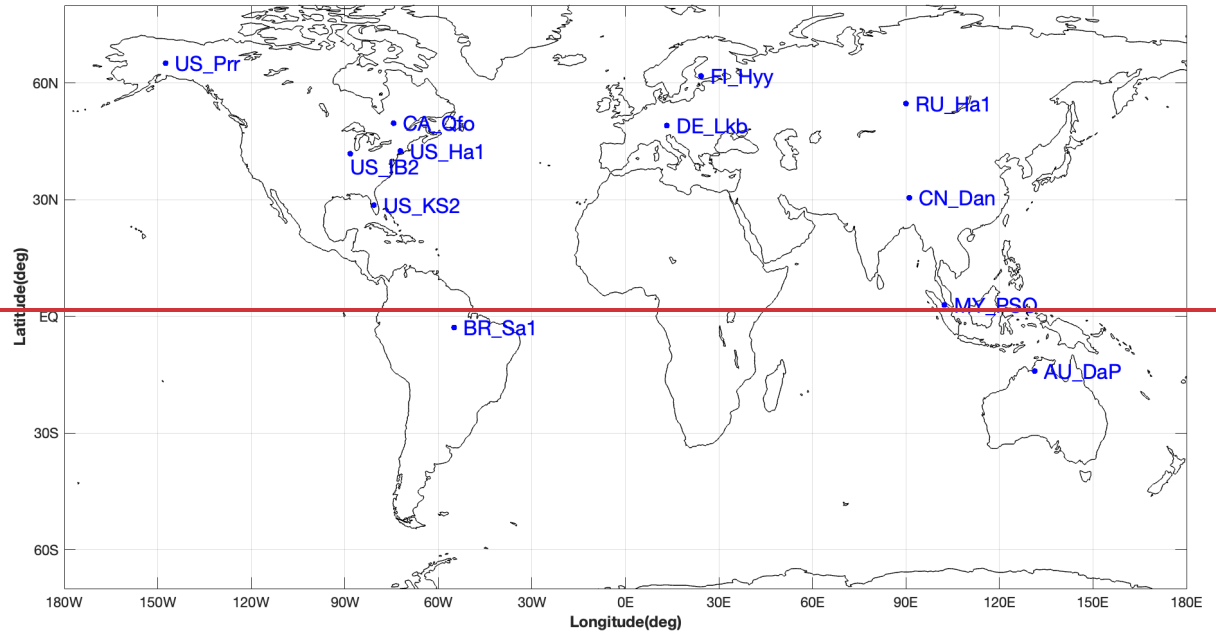 US_Prr
FI_Hyy
60N
RU_Ha1
CA_Qfo
DE_Lkb
US_Ha1
US_IB2
30N
CN_Dan
US_KS2
Latitude(deg)
MY_PSO
EQ
BR_Sa1
AU_DaP
30S
60S
180W
150W
120W
90W
60W
30W
0E
30E
60E
90E
120E
150E
180E
Longitude(deg)